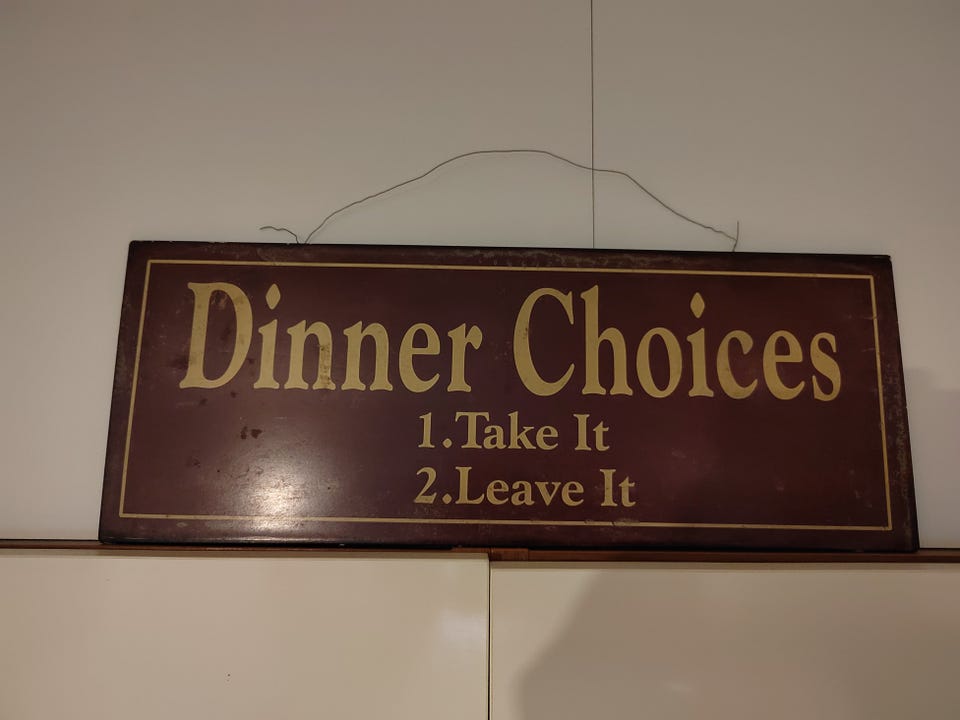 Dinner Choices
1.Take It
2.Leave It